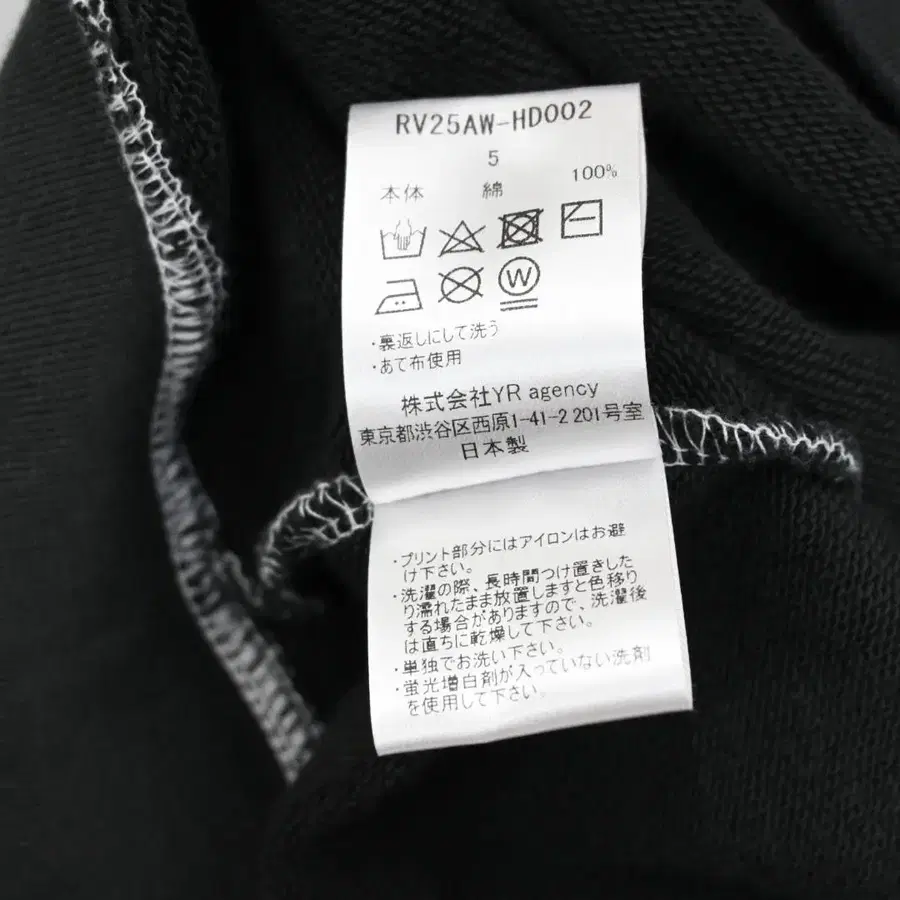 RV25AW-HD002
5
本体 綿 100%
W
・裏返しにして洗う
・あて布使用
株式会社YR agency
東京都渋谷区西原1-41-2 201号室
日本製
・プリント部分にはアイロンはお避
け下さい。
・洗濯の際、長時間つけ置きした
り濡れたまま放置しますと色移り
する場合がありますので、洗濯後
は直ちに乾燥して下さい。
・単独でお洗い下さい。
・蛍光増白剤が入っていない洗剤
を使用して下さい。